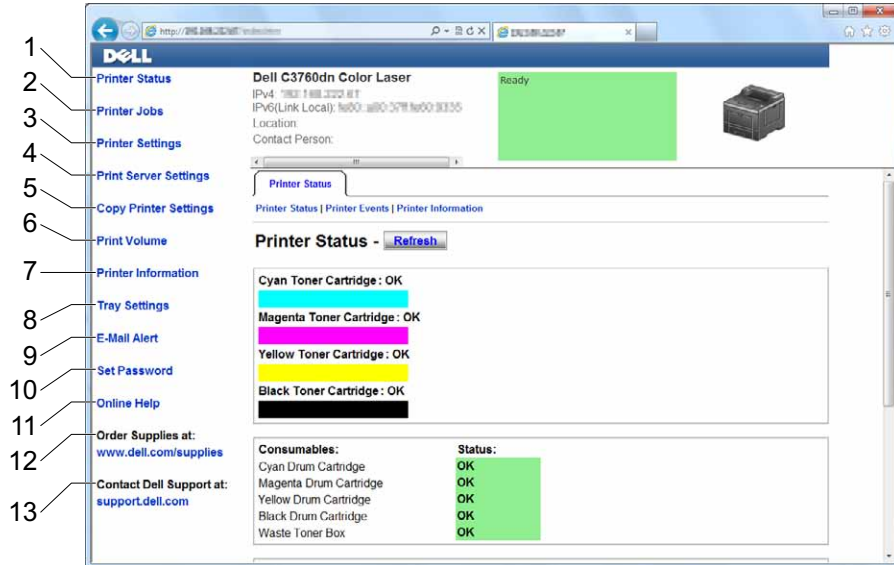 http://
DELL
1
Printer Status
2
Printer Jobs
3
Printer Settings
4
Print Server Settings
5
Copy Printer Settings
6
Print Volume
7
Printer Information
8
Tray Settings
9
E-Mail Alert
10
Set Password
11
Online Help
12
Order Supplies at:
www.dell.com/supplies
13
Contact Dell Support at:
support.dell.com
Dell C3760dn Color Laser
IPv4:
IPv6(Link Local):
Location:
Contact Person:
Ready
Printer Status
Printer Status | Printer Events | Printer Information
Printer Status - Refresh
Cyan Toner Cartridge: OK
Magenta Toner Cartridge: OK
Yellow Toner Cartridge: OK
Black Toner Cartridge: OK
Consumables: Status:
Cyan Drum Cartridge OK
Magenta Drum Cartridge OK
Yellow Drum Cartridge OK
Black Drum Cartridge OK
Waste Toner Box OK